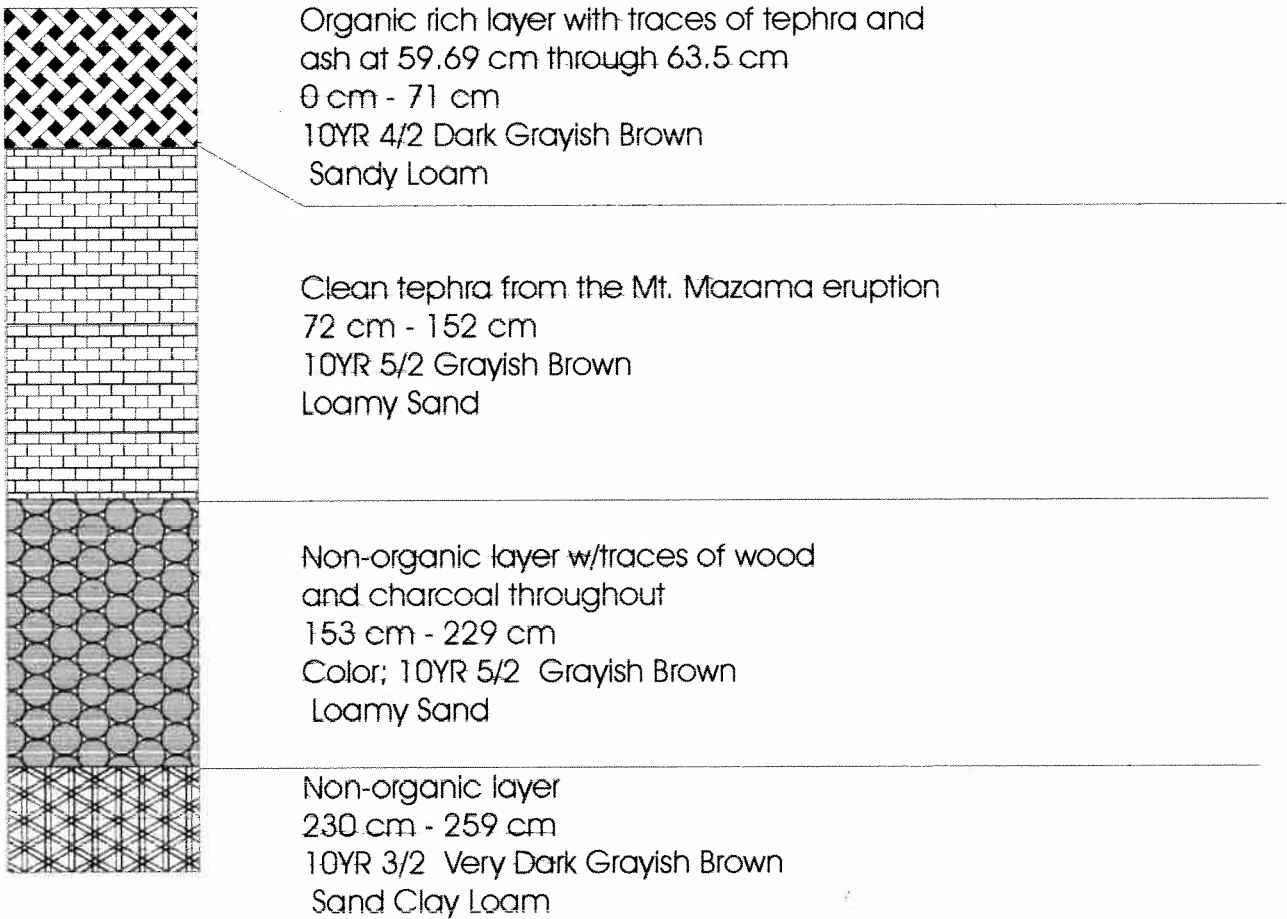 Organic rich layer with traces of tephra and
ash at 59.69 cm through 63.5 cm
0 cm - 71 cm
10YR 4/2 Dark Grayish Brown
Sandy Loam
Clean tephra from the Mt. Mazama eruption
72 cm - 152 cm
10YR 5/2 Grayish Brown
Loamy Sand
Non-organic layer w/traces of wood
and charcoal throughout
153 cm - 229 cm
Color; 10YR 5/2 Grayish Brown
Loamy Sand
Non-organic layer
230 cm - 259 cm
10YR 3/2 Very Dark Grayish Brown
Sand Clay Loam